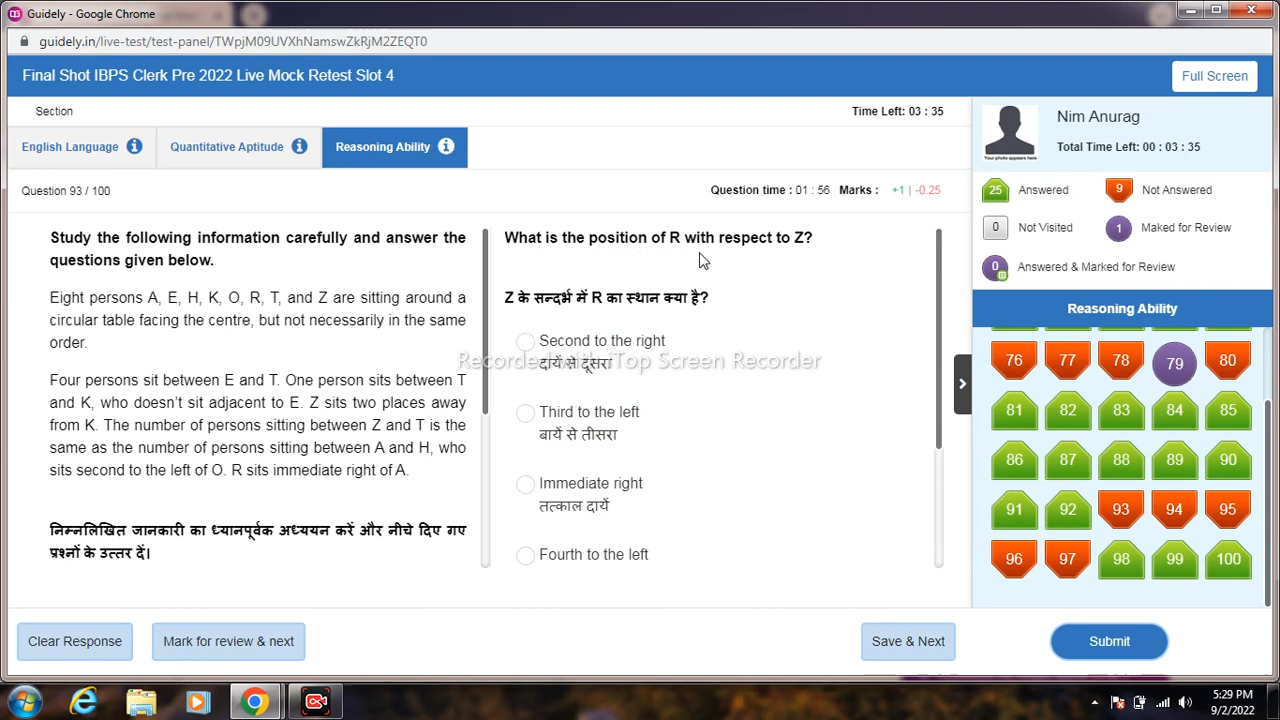 Guidely - Google Chrome
guidely.in/live-test/test-panel/TWpjM09UVXhNamswZkRjM2ZEQT0
Final Shot IBPS Clerk Pre 2022 Live Mock Retest Slot 4
Full Screen
Section
Time Left: 03 : 35
English Language
Quantitative Aptitude
Reasoning Ability
Question 93 / 100
Question time : 01 : 56 Marks : +1 | -0.25
Study the following information carefully and answer the
questions given below.
Eight persons A, E, H, K, O, R, T, and Z are sitting around a
circular table facing the centre, but not necessarily in the same
order.
Four persons sit between E and T. One person sits between T
and K, who doesn't sit adjacent to E. Z sits two places away
from K. The number of persons sitting between Z and T is the
same as the number of persons sitting between A and H, who
sits second to the left of O. R sits immediate right of A.
निम्नलिखित जानकारी का ध्यानपूर्वक अध्ययन करें और नीचे दिए गए
प्रश्नों के उत्तर दें।
What is the position of R with respect to Z?
Z के सन्दर्भ में R का स्थान क्या है?
Second to the right
दायें से दूसरा
Recorded with iTop Screen Recorder
Third to the left
बायें से तीसरा
Immediate right
तत्काल दायें
Fourth to the left
Clear Response
Mark for review & next
Save & Next
Nim Anurag
Total Time Left: 00 : 03 : 35
Your photo appears here
25 Answered
9 Not Answered
0 Not Visited
1 Maked for Review
0 Answered & Marked for Review
Reasoning Ability
76 77 78 79 80
81 82 83 84 85
86 87 88 89 90
91 92 93 94 95
96 97 98 99 100
Submit
5:29 PM
9/2/2022